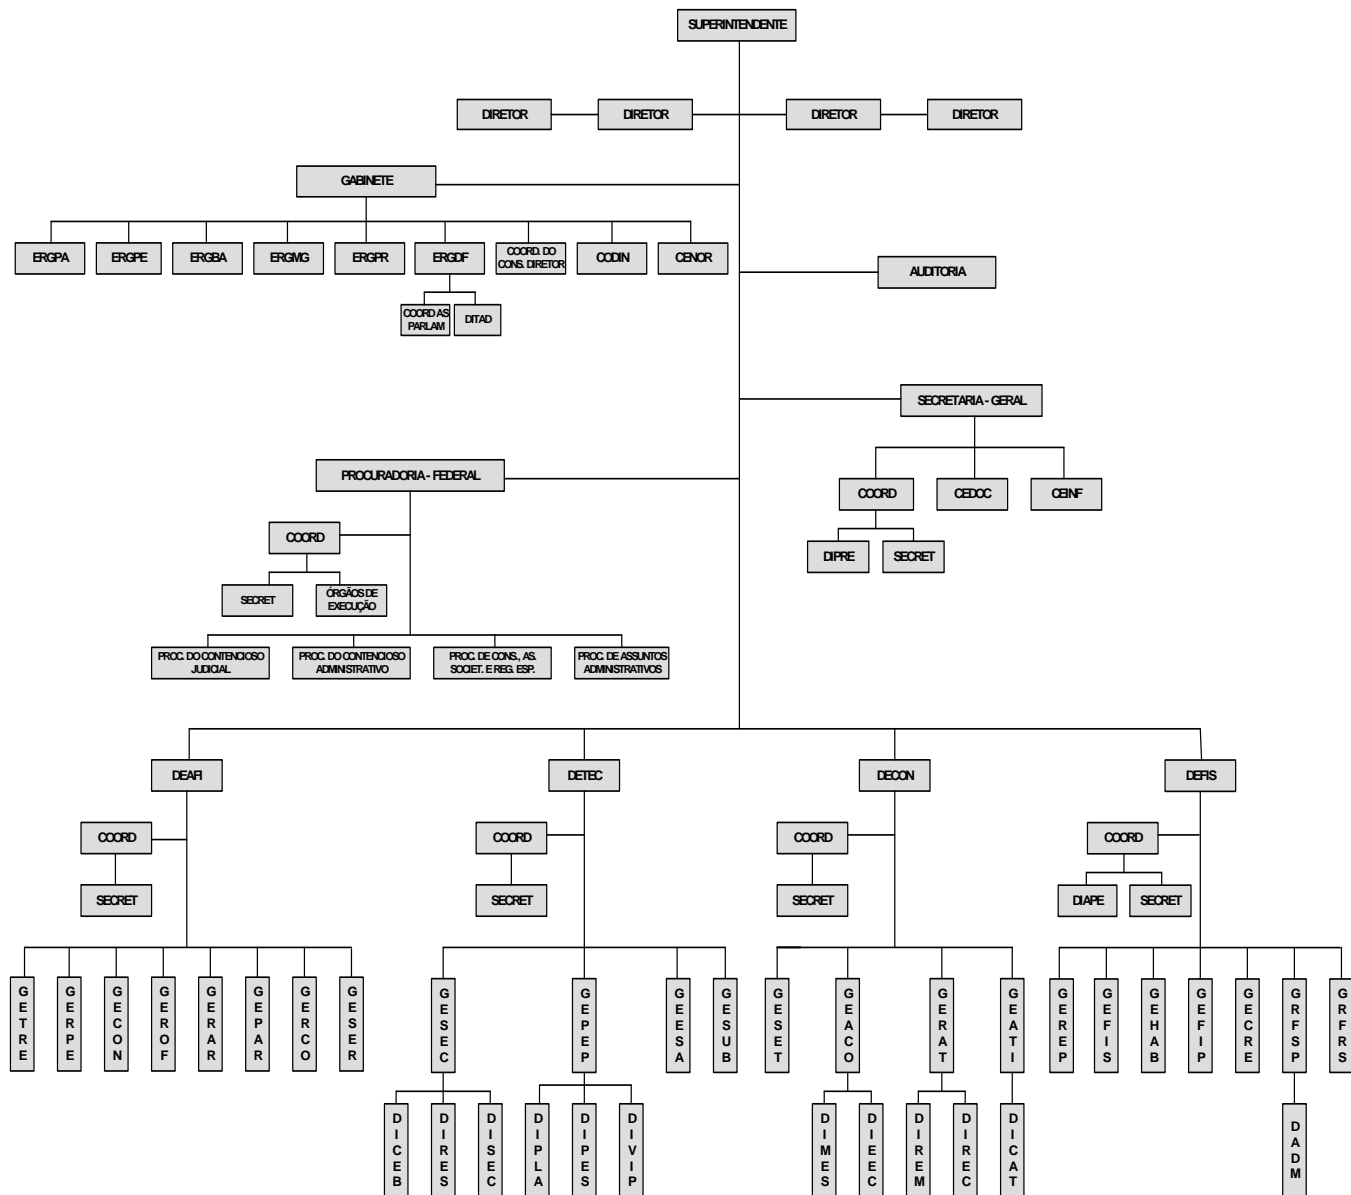 SUPERINTENDENTE
DIRETOR
DIRETOR
DIRETOR
DIRETOR
GABINETE
ERGPA
ERGPE
ERGBA
ERGMG
ERGPR
ERGDF
COORD. DO
CONS. DIRETOR
CODIN
CENOR
COORD AS
PARLAM
DITAD
AUDITORIA
SECRETARIA - GERAL
COORD
CEDOC
CEINF
DIPRE
SECRET
PROCURADORIA - FEDERAL
COORD
SECRET
ÓRGÃOS DE
EXECUÇÃO
PROC. DO CONTENCIOSO
JUDICIAL
PROC. DO CONTENCIOSO
ADMINISTRATIVO
PROC. DE CONS., AS.
SOCIET. E REG. ESP.
PROC. DE ASSUNTOS
ADMINISTRATIVOS
DEAFI
DETEC
DECON
DEFIS
COORD
COORD
COORD
COORD
SECRET
SECRET
SECRET
DIAPE
SECRET
GETRE
GERPE
GECON
GEROF
GERAR
GEPAR
GERCO
GESER
GESEC
GEPEP
GEESA
GESUB
GESET
GEACO
GERAT
GEATI
GEREP
GEFIS
GEHAB
GEFIP
GECRE
GRFSP
GRFRS
DICEB
DIRES
DISEC
DIPLA
DIPES
DIVIP
DIMES
DIEEC
DIREM
DIREC
DICAT
DADM